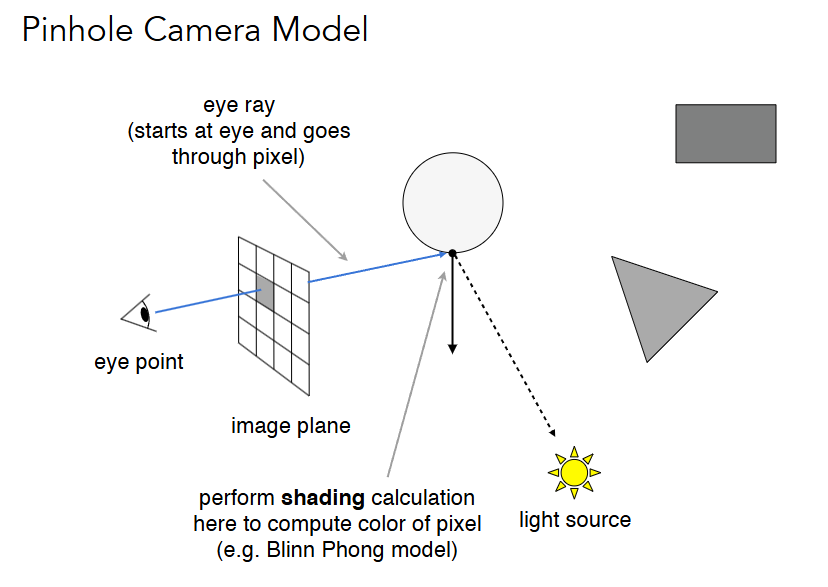 Pinhole Camera Model
eye ray
(starts at eye and goes
through pixel)
eye point
image plane
perform shading calculation
here to compute color of pixel
(e.g. Blinn Phong model)
light source